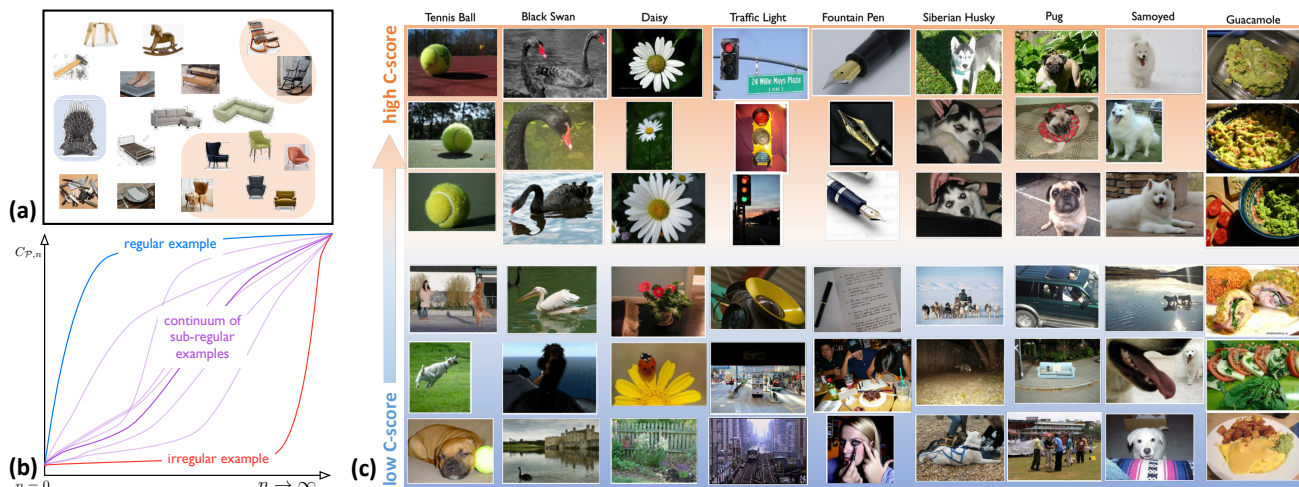 (a)
(b)
C_{P,n}
regular example
continuum of
sub-regular
examples
irregular example
n = 0
n → ∞
(c)
high C-score
low C-score
Tennis Ball
Black Swan
Daisy
Traffic Light
Fountain Pen
Siberian Husky
Pug
Samoyed
Guacamole
24 Willie Mays Plaza